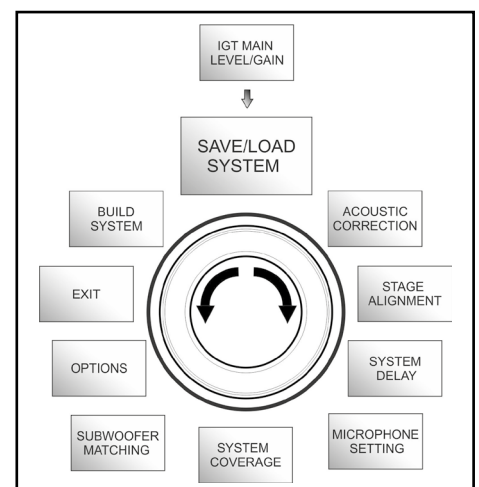 IGT MAIN
LEVEL/GAIN
SAVE/LOAD
SYSTEM
BUILD
SYSTEM
ACOUSTIC
CORRECTION
EXIT
STAGE
ALIGNMENT
OPTIONS
SYSTEM
DELAY
SUBWOOFER
MATCHING
SYSTEM
COVERAGE
MICROPHONE
SETTING